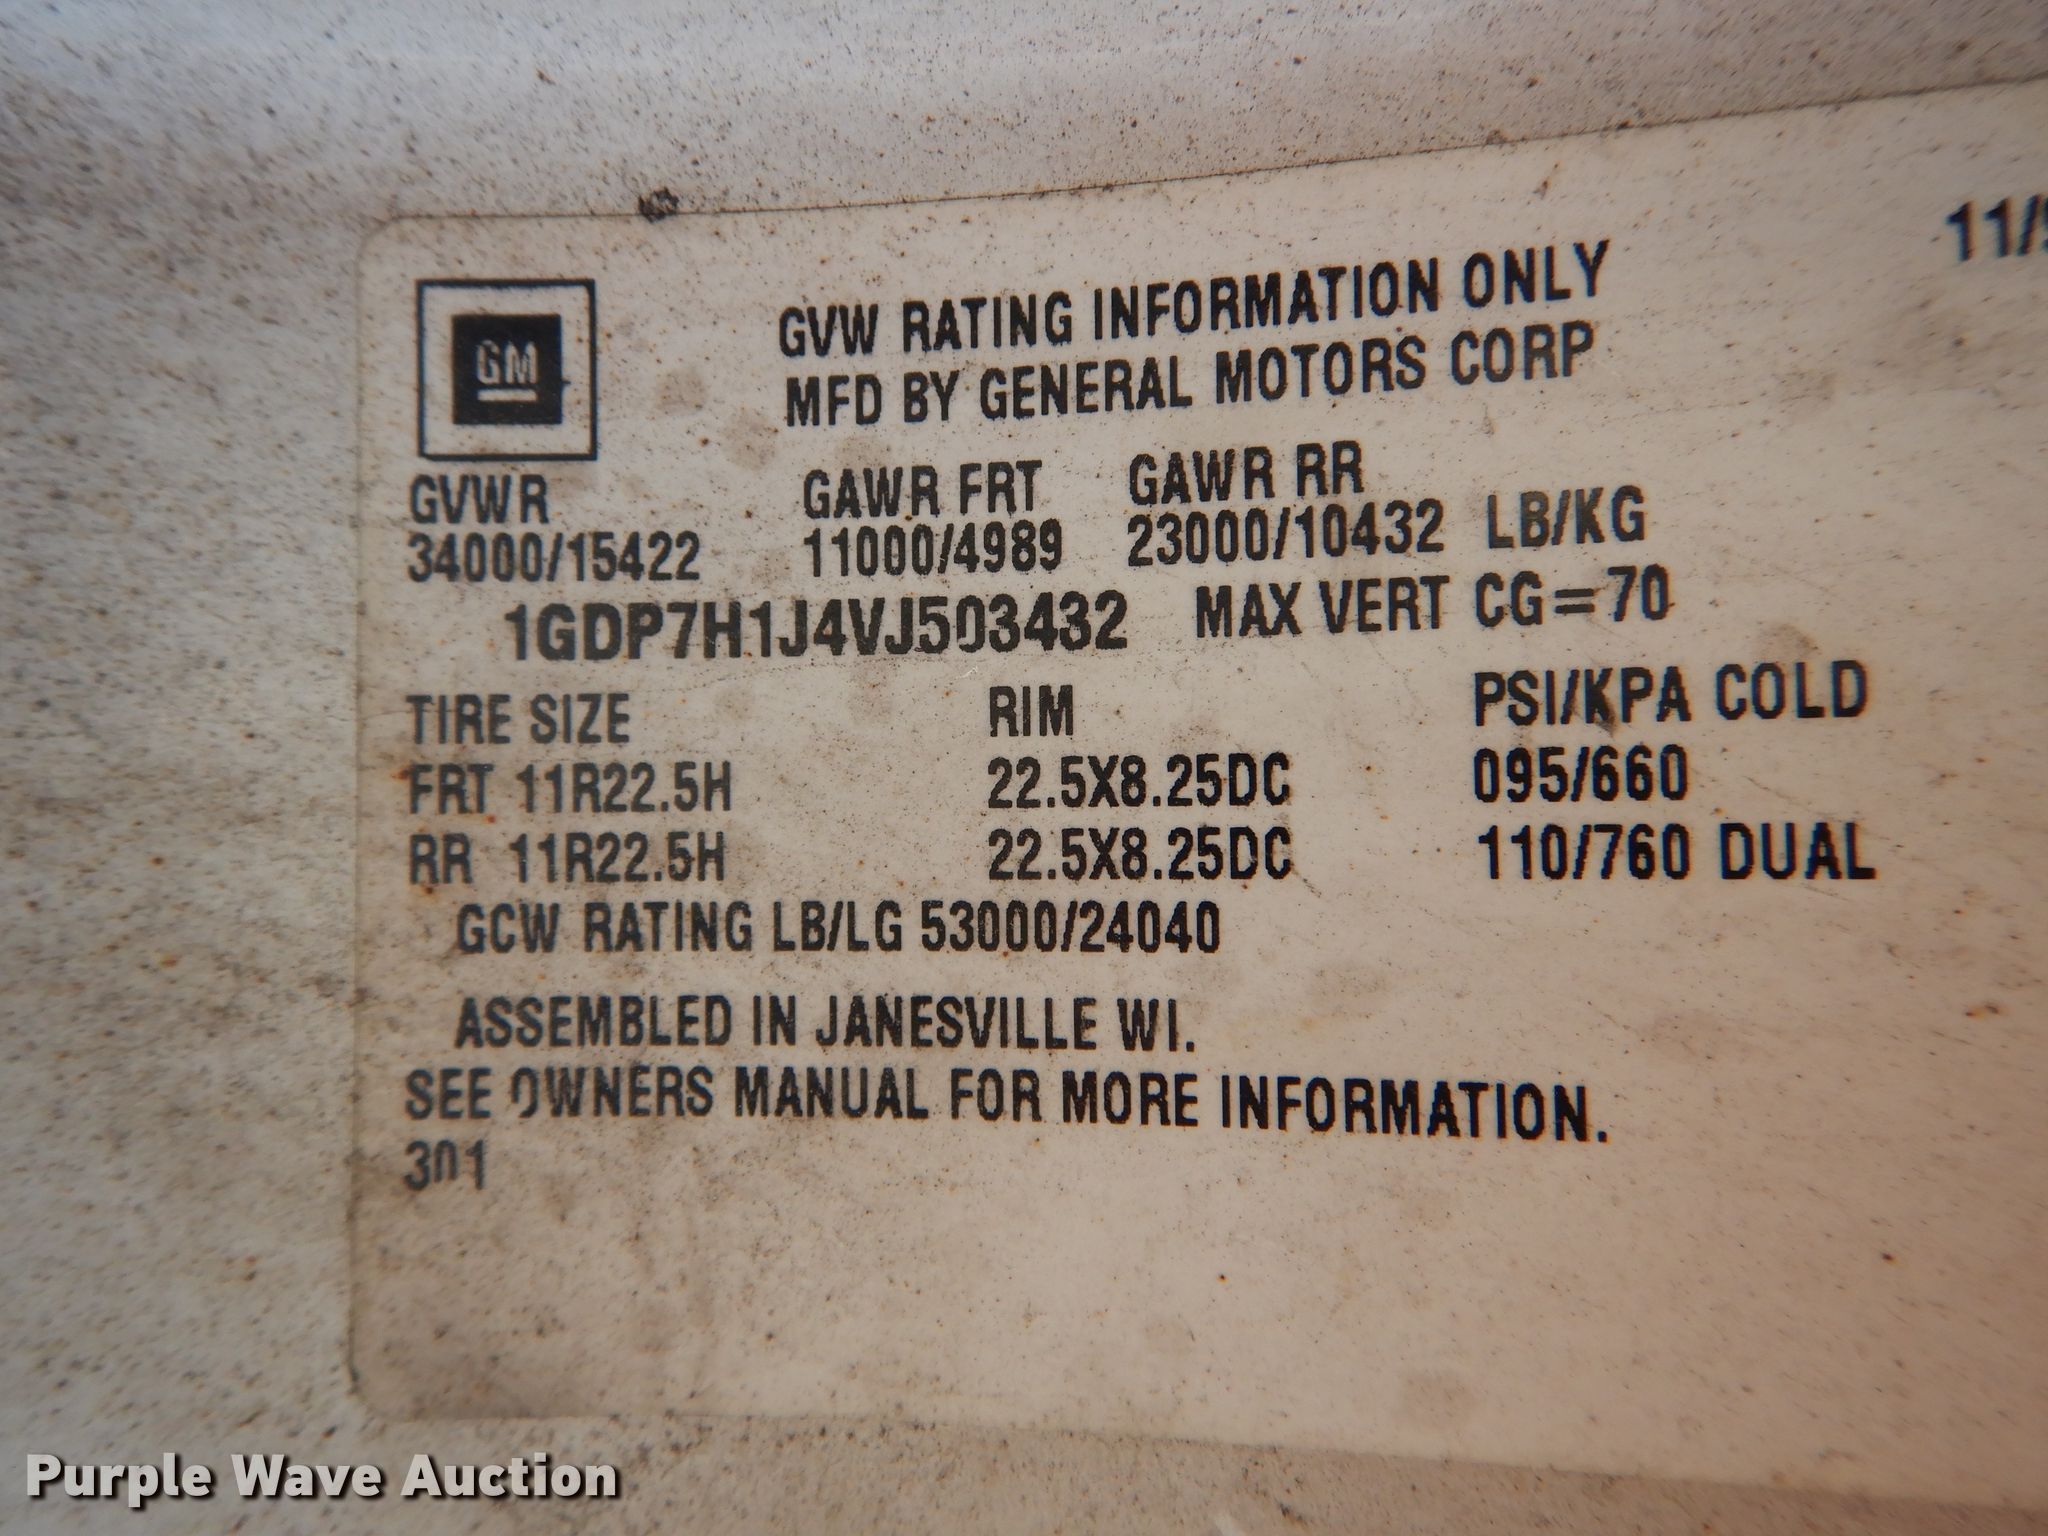 11/9
GM
GVW RATING INFORMATION ONLY
MFD BY GENERAL MOTORS CORP
GVWR GAWR FRT GAWR RR
34000/15422 11000/4989 23000/10432 LB/KG
1GDP7H1J4VJ503432 MAX VERT CG=70
TIRE SIZE RIM PSI/KPA COLD
FRT 11R22.5H 22.5X8.25DC 095/660
RR 11R22.5H 22.5X8.25DC 110/760 DUAL
GCW RATING LB/LG 53000/24040
ASSEMBLED IN JANESVILLE WI.
SEE OWNERS MANUAL FOR MORE INFORMATION.
301
Purple Wave Auction